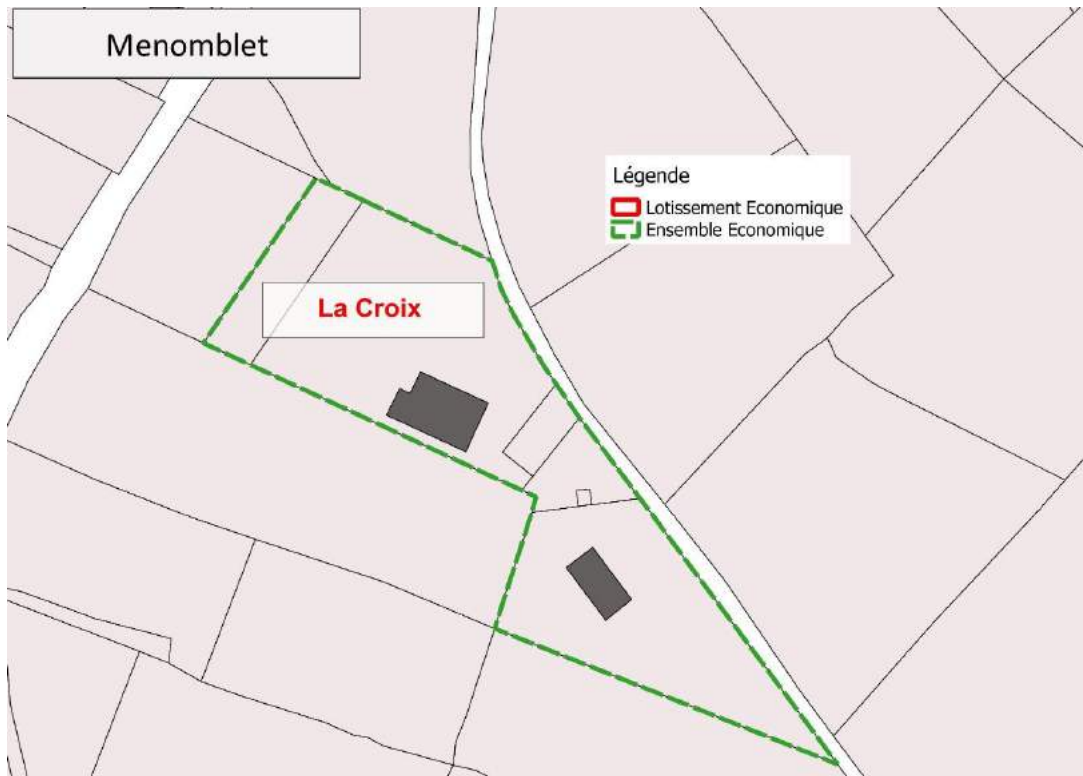 Menomblet
Légende
Lotissement Economique
Ensemble Economique
La Croix